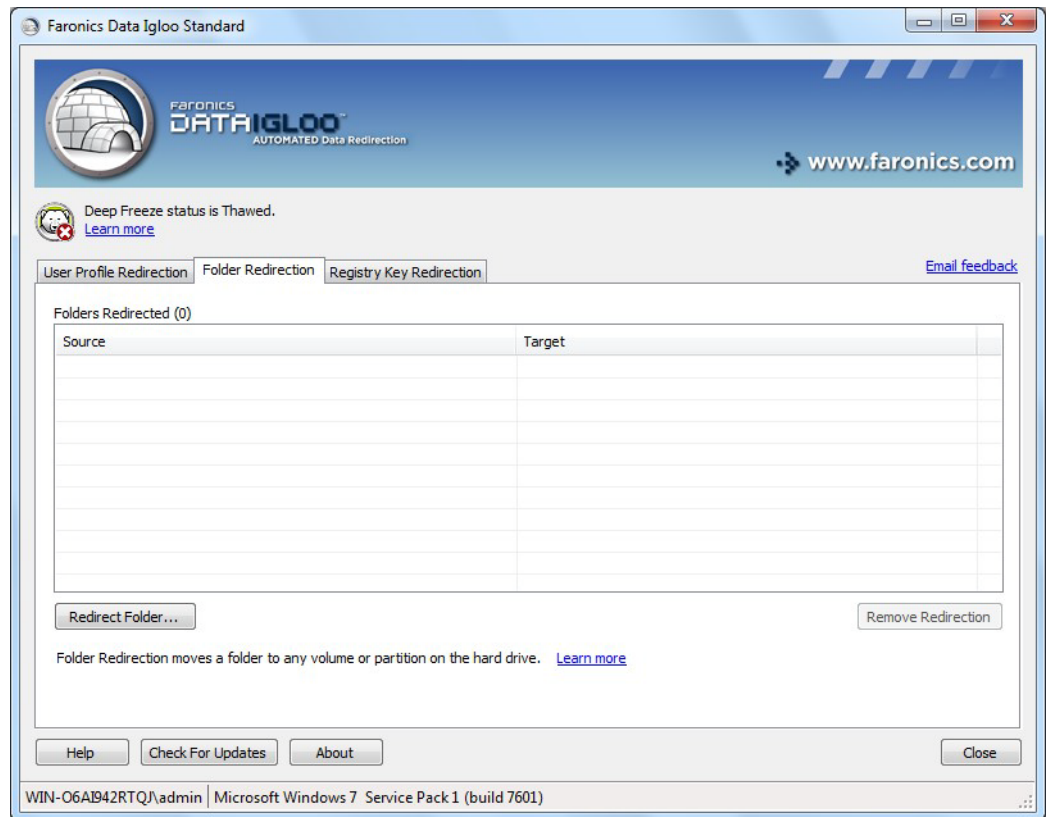 Faronics Data Igloo Standard
Faronics
DATAIGLOO™
AUTOMATED Data Redirection
www.faronics.com
Deep Freeze status is Thawed.
Learn more
User Profile Redirection Folder Redirection Registry Key Redirection Email feedback
Folders Redirected (0)
Source Target
Redirect Folder... Remove Redirection
Folder Redirection moves a folder to any volume or partition on the hard drive. Learn more
Help Check For Updates About Close
WIN-O6AI942RTQJ\admin Microsoft Windows 7 Service Pack 1 (build 7601)